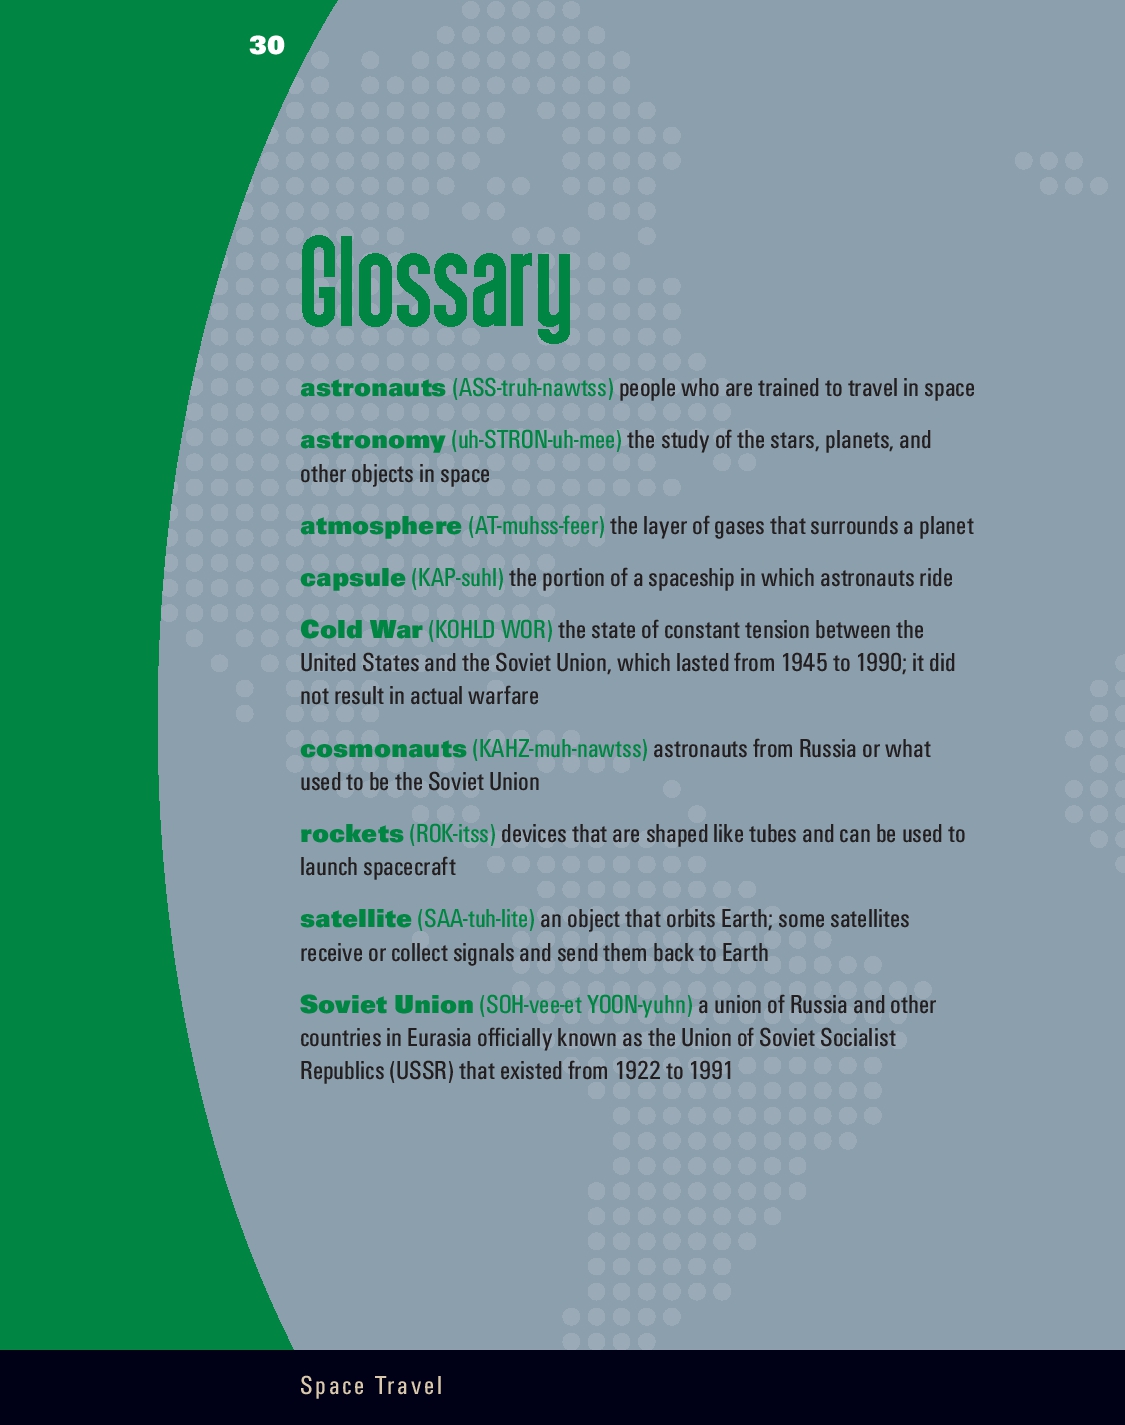 30
Glossary
astronauts (ASS-truh-nawtss) people who are trained to travel in space
astronomy (uh-STRON-uh-mee) the study of the stars, planets, and
other objects in space
atmosphere (AT-muhss-feer) the layer of gases that surrounds a planet
capsule (KAP-suhl) the portion of a spaceship in which astronauts ride
Cold War (KOHLD WOR) the state of constant tension between the
United States and the Soviet Union, which lasted from 1945 to 1990; it did
not result in actual warfare
cosmonauts (KAHZ-muh-nawtss) astronauts from Russia or what
used to be the Soviet Union
rockets (ROK-itss) devices that are shaped like tubes and can be used to
launch spacecraft
satellite (SAA-tuh-lite) an object that orbits Earth; some satellites
receive or collect signals and send them back to Earth
Soviet Union (SOH-vee-et YOON-yuhn) a union of Russia and other
countries in Eurasia officially known as the Union of Soviet Socialist
Republics (USSR) that existed from 1922 to 1991
Space Travel